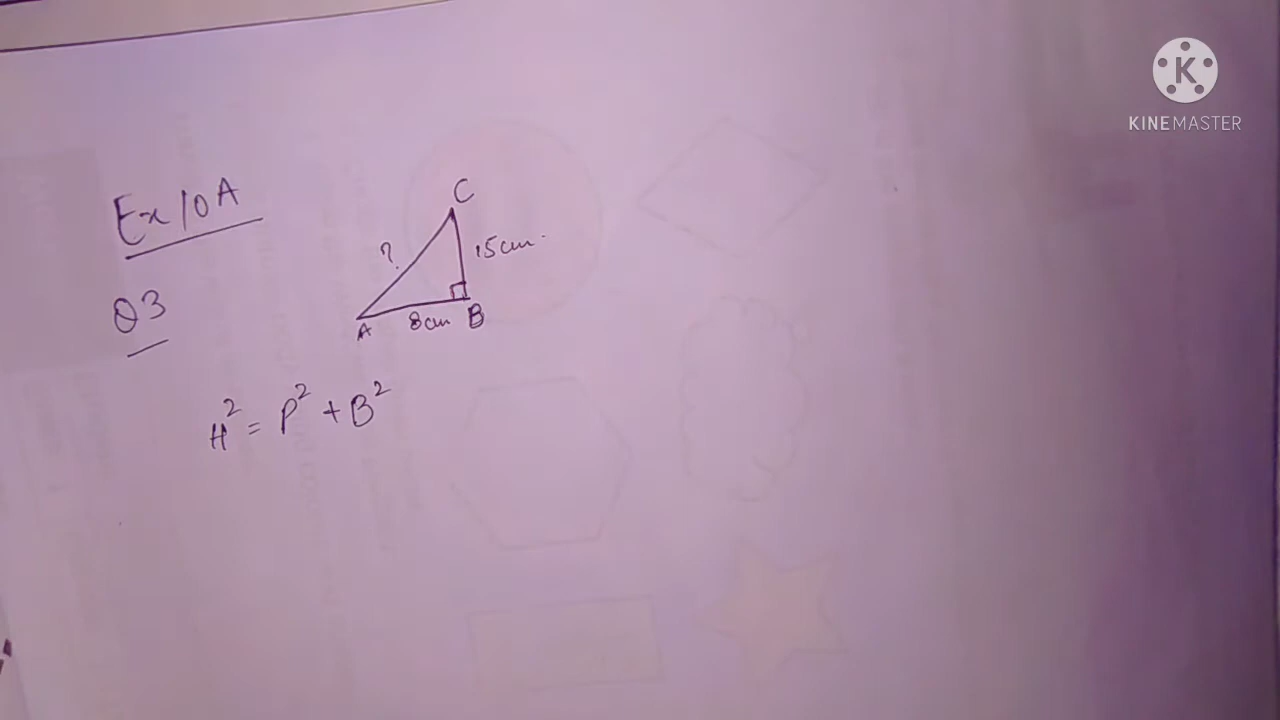 KINEMASTER
Ex 10A
C
?
15cm.
Q3
A
8cm
B
H² = P² + B²